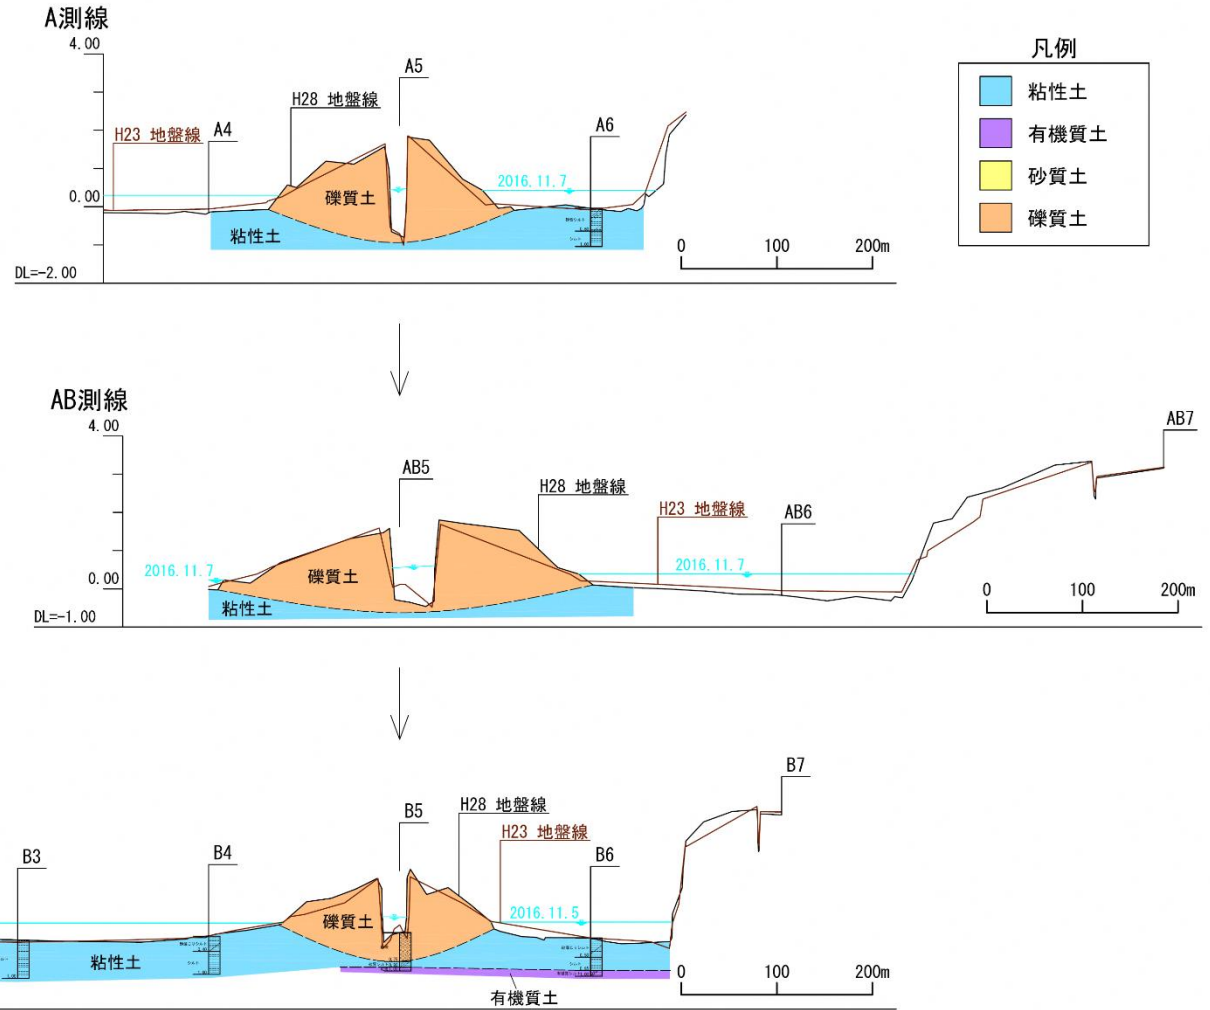 A測線
4.00
0.00
DL=-2.00
H23 地盤線
A4
H28 地盤線
A5
A6
2016.11.7
礫質土
粘性土
0 100 200m
凡例
粘性土
有機質土
砂質土
礫質土
AB測線
4.00
0.00
DL=-1.00
2016.11.7
AB5
H28 地盤線
H23 地盤線
AB6
AB7
2016.11.7
礫質土
粘性土
0 100 200m
B3
B4
B5
H28 地盤線
H23 地盤線
B6
B7
2016.11.5
礫質土
粘性土
有機質土
0 100 200m